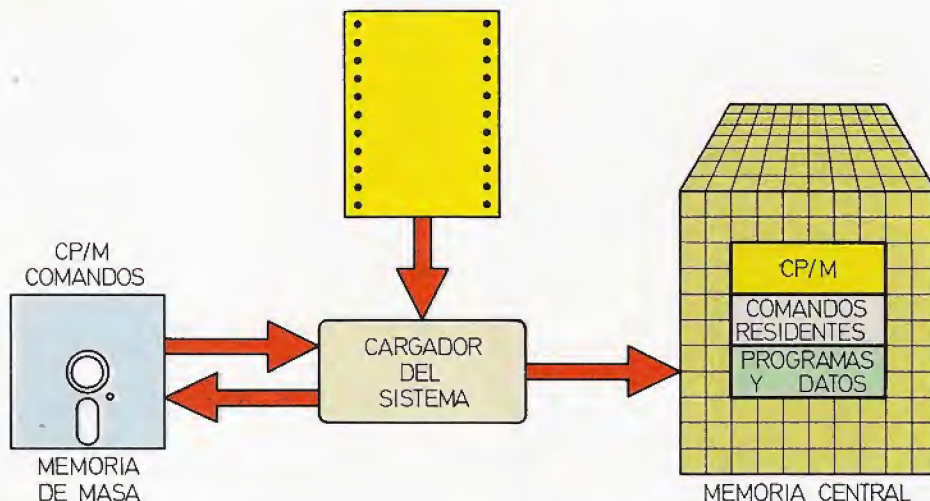 CP/M
COMANDOS
MEMORIA
DE MASA
CARGADOR
DEL
SISTEMA
CP/M
COMANDOS
RESIDENTES
PROGRAMAS
Y DATOS
MEMORIA CENTRAL